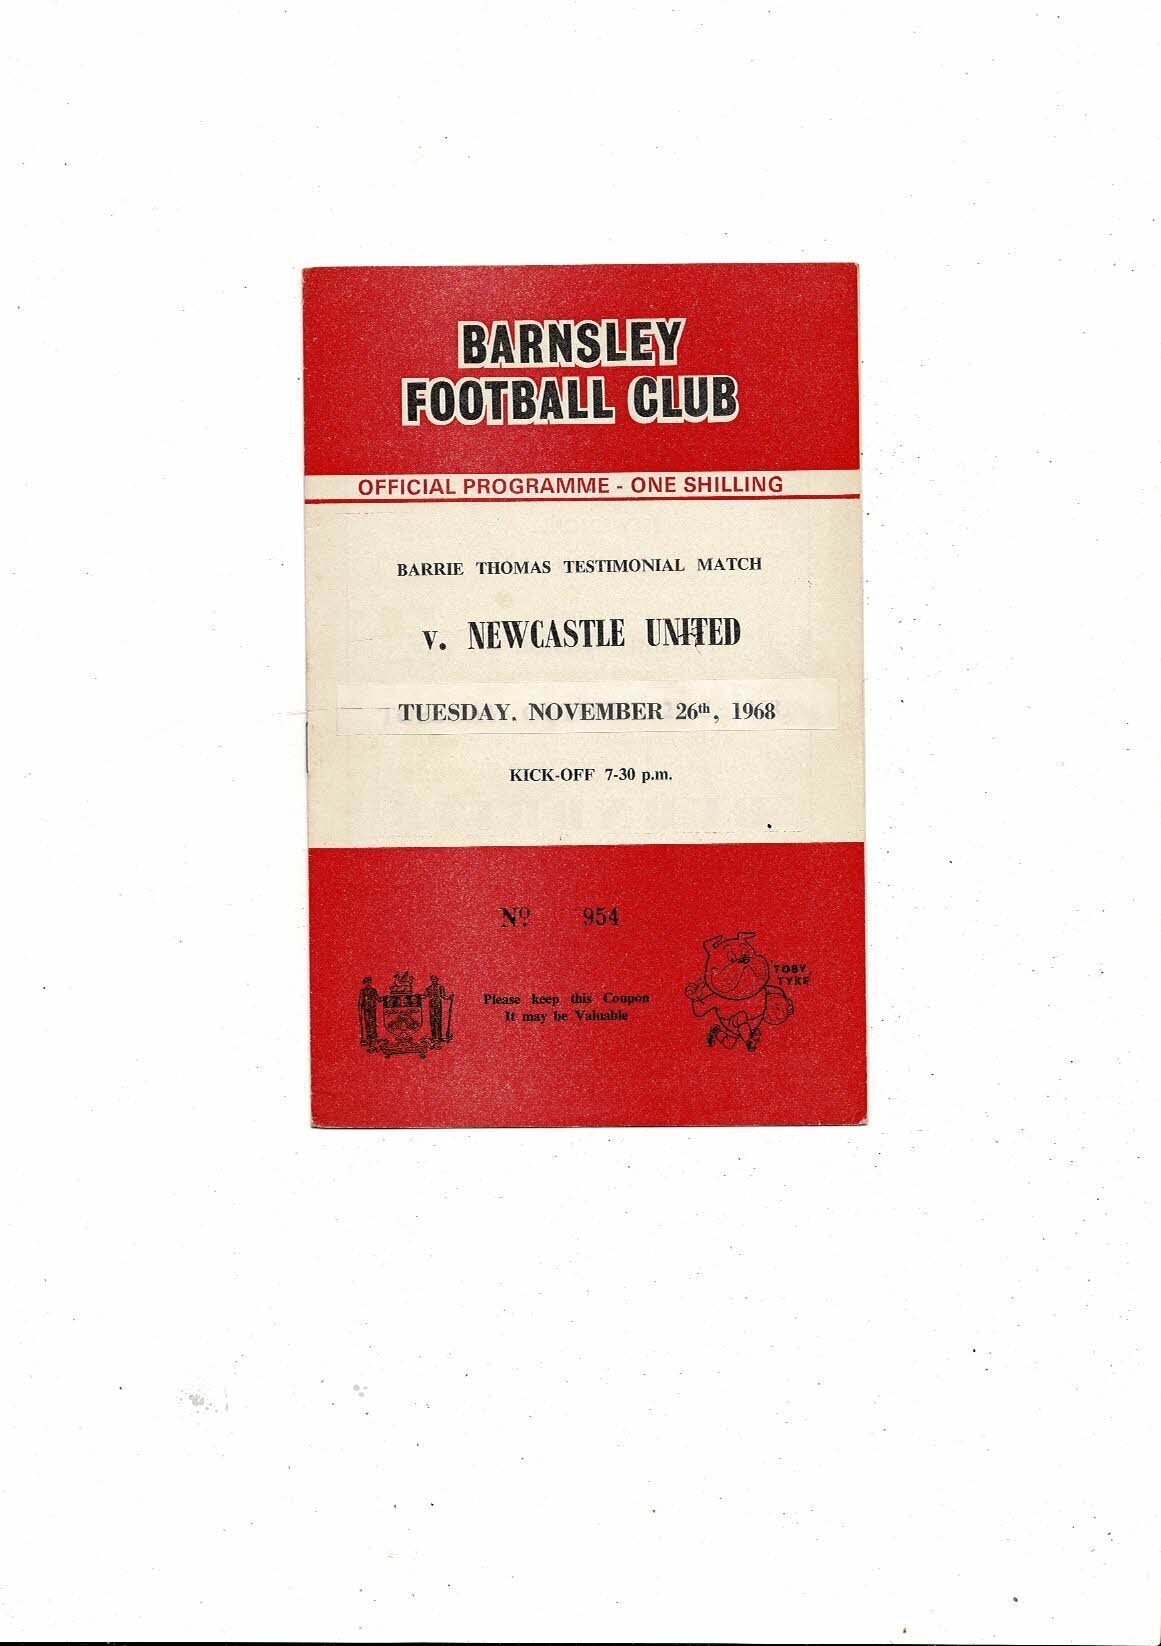 BARNSLEY
FOOTBALL CLUB
OFFICIAL PROGRAMME - ONE SHILLING
BARRIE THOMAS TESTIMONIAL MATCH
v. NEWCASTLE UNITED
TUESDAY, NOVEMBER 26th, 1968
KICK-OFF 7-30 p.m.
Nº 954
TOBY
TYKE
Please keep this Coupon
It may be Valuable